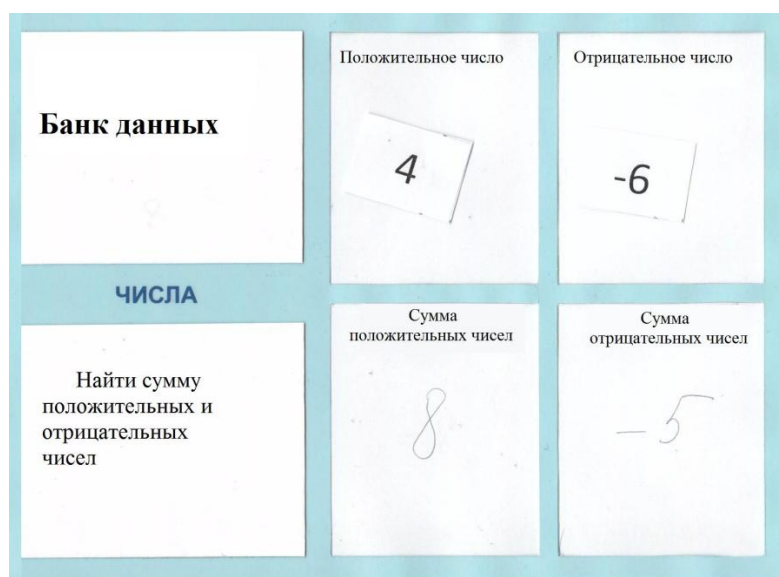 Банк данных
Положительное число
4
Отрицательное число
-6
ЧИСЛА
Найти сумму
положительных и
отрицательных
чисел
Сумма
положительных чисел
8
Сумма
отрицательных чисел
-5